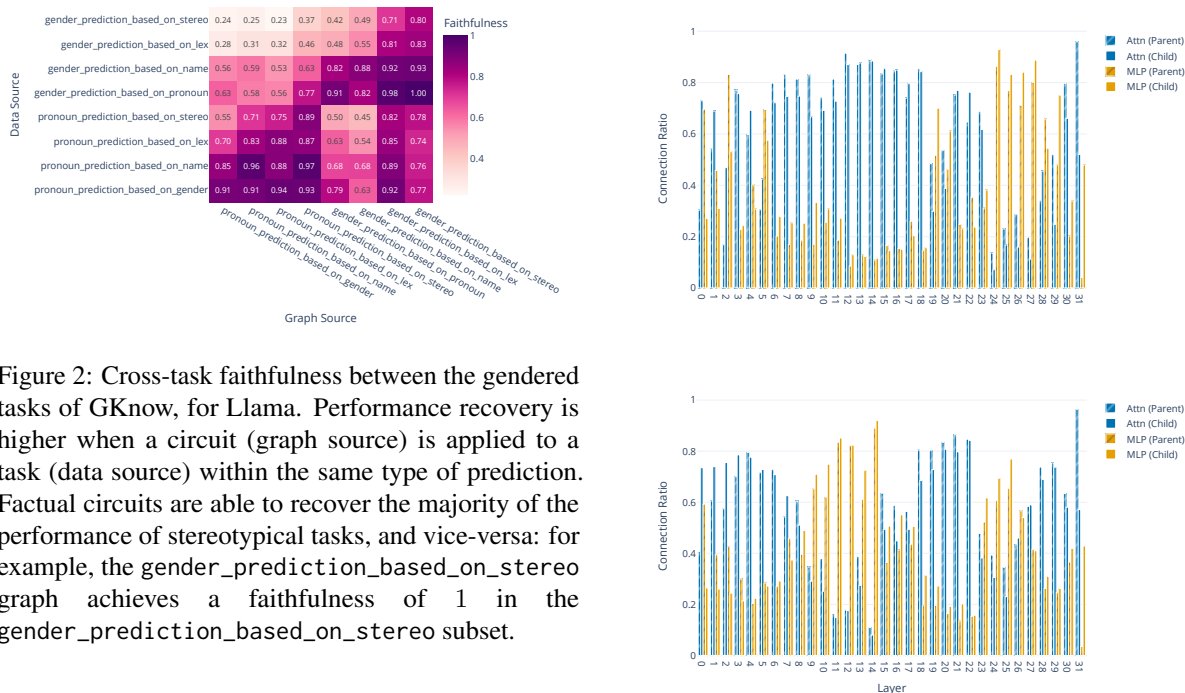 gender_prediction_based_on_stereo 0.24 0.25 0.23 0.37 0.42 0.49 0.71 0.80
gender_prediction_based_on_lex 0.28 0.31 0.32 0.46 0.48 0.55 0.81 0.83
gender_prediction_based_on_name 0.56 0.59 0.53 0.63 0.82 0.88 0.92 0.93
gender_prediction_based_on_pronoun 0.63 0.58 0.56 0.77 0.91 0.82 0.98 1.00
pronoun_prediction_based_on_stereo 0.55 0.71 0.75 0.89 0.50 0.45 0.82 0.78
pronoun_prediction_based_on_lex 0.70 0.83 0.88 0.87 0.63 0.54 0.85 0.74
pronoun_prediction_based_on_name 0.85 0.96 0.88 0.97 0.68 0.68 0.89 0.76
pronoun_prediction_based_on_gender 0.91 0.91 0.94 0.93 0.79 0.63 0.92 0.77
Data Source
pronoun_prediction_based_on_gender
pronoun_prediction_based_on_name
pronoun_prediction_based_on_lex
pronoun_prediction_based_on_stereo
gender_prediction_based_on_pronoun
gender_prediction_based_on_name
gender_prediction_based_on_lex
gender_prediction_based_on_stereo
Graph Source
Faithfulness
1
0.8
0.6
0.4
Figure 2: Cross-task faithfulness between the gendered
tasks of GKnow, for Llama. Performance recovery is
higher when a circuit (graph source) is applied to a
task (data source) within the same type of prediction.
Factual circuits are able to recover the majority of the
performance of stereotypical tasks, and vice-versa: for
example, the gender_prediction_based_on_stereo
graph achieves a faithfulness of 1 in the
gender_prediction_based_on_stereo subset.
Connection Ratio
1
0.8
0.6
0.4
0.2
0
0 1 2 3 4 5 6 7 8 9 10 11 12 13 14 15 16 17 18 19 20 21 22 23 24 25 26 27 28 29 30 31
Attn (Parent)
Attn (Child)
MLP (Parent)
MLP (Child)
Connection Ratio
1
0.8
0.6
0.4
0.2
0
0 1 2 3 4 5 6 7 8 9 10 11 12 13 14 15 16 17 18 19 20 21 22 23 24 25 26 27 28 29 30 31
Layer
Attn (Parent)
Attn (Child)
MLP (Parent)
MLP (Child)